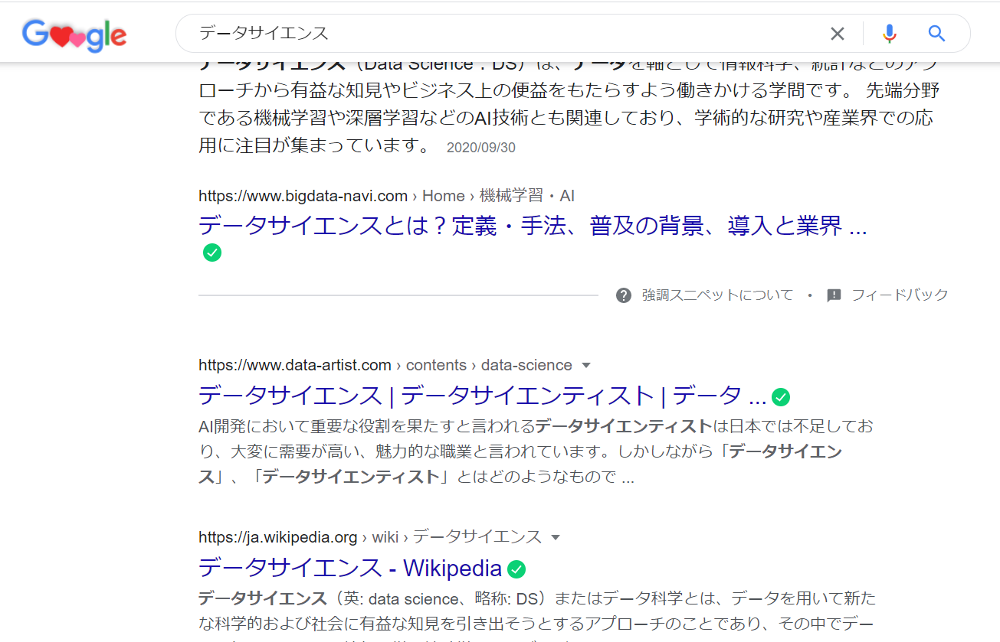 Google
データサイエンス
データサイエンス（Data Science：DS）は、データを軸として情報科学、統計などのアプ
ローチから有益な知見やビジネス上の便益をもたらすよう働きかける学問です。 先端分野
である機械学習や深層学習などのAI技術とも関連しており、学術的な研究や産業界での応
用に注目が集まっています。 2020/09/30
https://www.bigdata-navi.com › Home › 機械学習・AI
データサイエンスとは？定義・手法、普及の背景、導入と業界 ...
強調スニペットについて • フィードバック
https://www.data-artist.com › contents › data-science
データサイエンス | データサイエンティスト | データ ...
AI開発において重要な役割を果たすと言われるデータサイエンティストは日本では不足してお
り、大変に需要が高い、魅力的な職業と言われています。しかしながら「データサイエン
ス」、「データサイエンティスト」とはどのようなもので ...
https://ja.wikipedia.org › wiki › データサイエンス
データサイエンス - Wikipedia
データサイエンス（英: data science、略称: DS）またはデータ科学とは、データを用いて新た
な科学的および社会に有益な知見を引き出そうとするアプローチのことであり、その中でデー